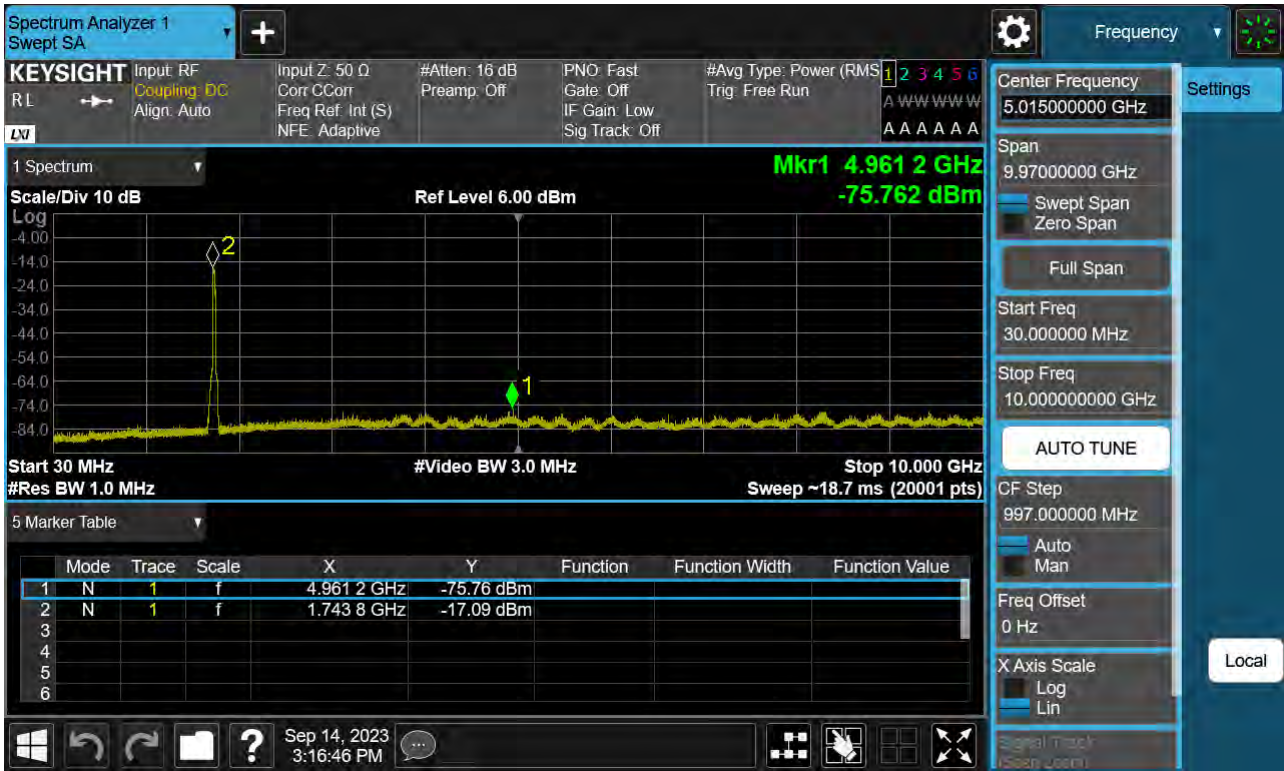 Spectrum Analyzer 1
Swept SA
+
Frequency
KEYSIGHT
RL
LXI
Input: RF
Coupling: DC
Align: Auto
Input Z: 50 Ω
Corr CCorr
Freq Ref: Int (S)
NFE: Adaptive
#Atten: 16 dB
Preamp: Off
PNO: Fast
Gate: Off
IF Gain: Low
Sig Track: Off
#Avg Type: Power (RMS
Trig: Free Run
1 2 3 4 5 6
A W W W W W
A A A A A A
1 Spectrum
Mkr1 4.961 2 GHz
-75.762 dBm
Scale/Div 10 dB
Ref Level 6.00 dBm
Log
-4.00
-14.0
-24.0
-34.0
-44.0
-54.0
-64.0
-74.0
-84.0
2
1
Start 30 MHz
#Video BW 3.0 MHz
Stop 10.000 GHz
#Res BW 1.0 MHz
Sweep ~18.7 ms (20001 pts)
5 Marker Table
Mode Trace Scale X Y Function Function Width Function Value
1 N 1 f 4.961 2 GHz -75.76 dBm
2 N 1 f 1.743 8 GHz -17.09 dBm
3
4
5
6
Center Frequency
5.015000000 GHz
Settings
Span
9.97000000 GHz
Swept Span
Zero Span
Full Span
Start Freq
30.000000 MHz
Stop Freq
10.000000000 GHz
AUTO TUNE
CF Step
997.000000 MHz
Auto
Man
Freq Offset
0 Hz
X Axis Scale
Log
Lin
Local
Signal Track
(Span Zoom)
?
Sep 14, 2023
3:16:46 PM